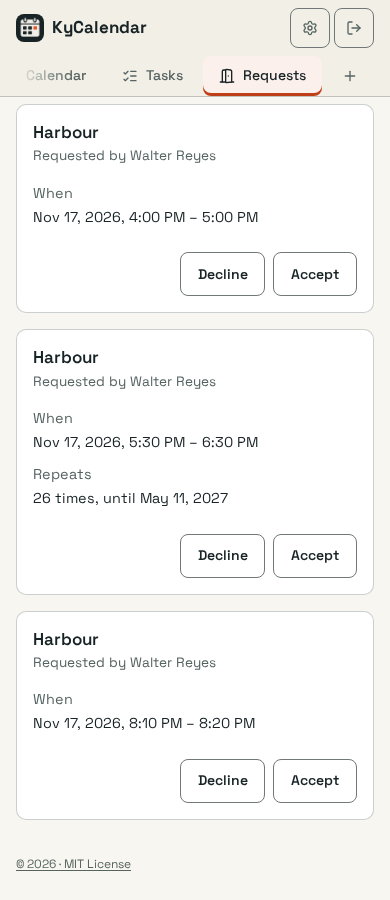 KyCalendar
Calendar
Tasks
Requests
Harbour
Requested by Walter Reyes
When
Nov 17, 2026, 4:00 PM – 5:00 PM
Decline
Accept
Harbour
Requested by Walter Reyes
When
Nov 17, 2026, 5:30 PM – 6:30 PM
Repeats
26 times, until May 11, 2027
Decline
Accept
Harbour
Requested by Walter Reyes
When
Nov 17, 2026, 8:10 PM – 8:20 PM
Decline
Accept
© 2026 · MIT License